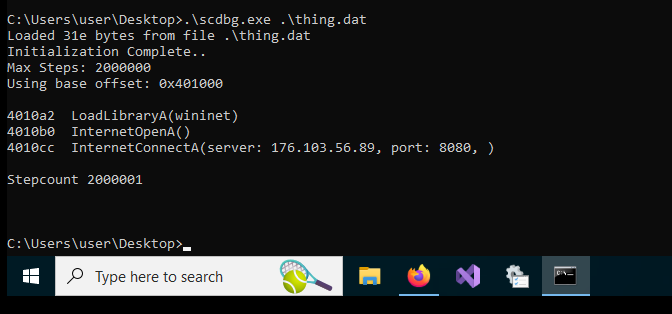 C:\Users\user\Desktop>.\scdbg.exe .\thing.dat
Loaded 31e bytes from file .\thing.dat
Initialization Complete..
Max Steps: 2000000
Using base offset: 0x401000
4010a2  LoadLibraryA(wininet)
4010b0  InternetOpenA()
4010cc  InternetConnectA(server: 176.103.56.89, port: 8080, )
Stepcount 2000001
C:\Users\user\Desktop>
Type here to search